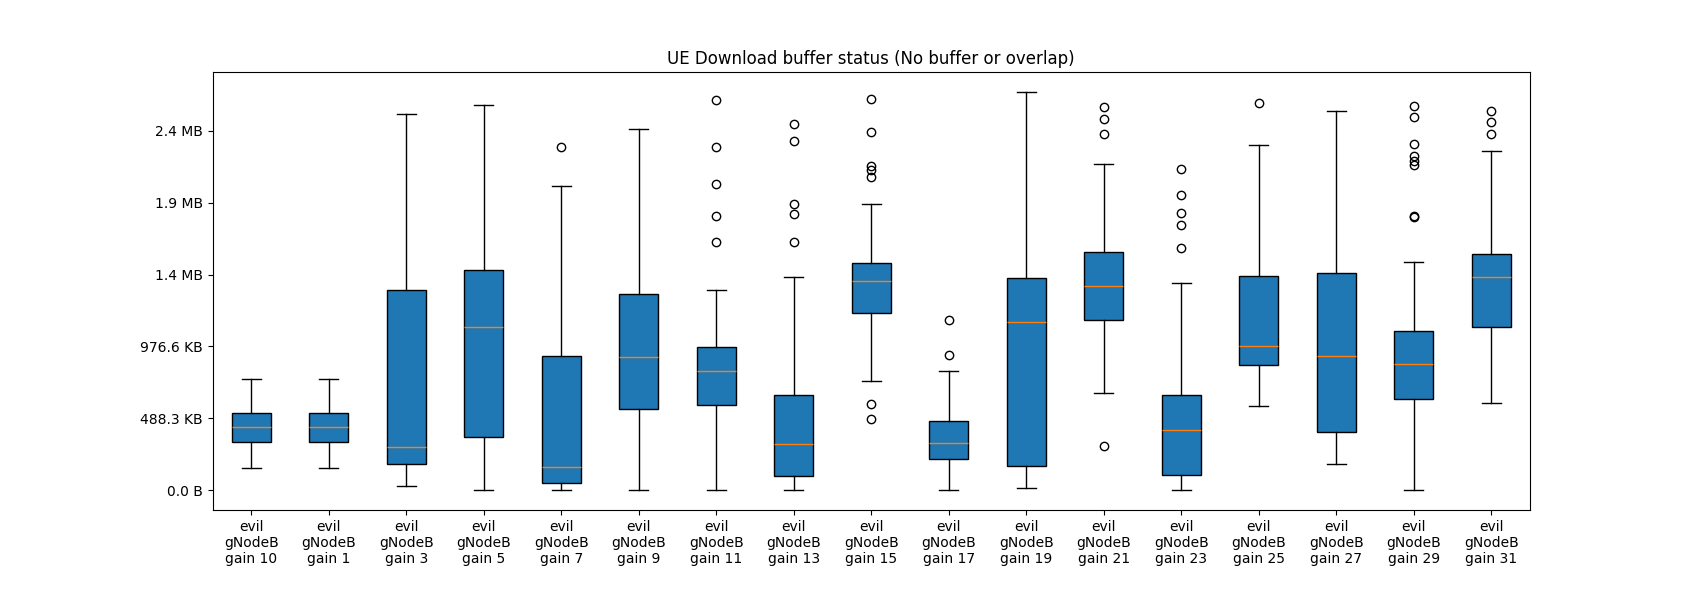 UE Download buffer status (No buffer or overlap)
2.4 MB
1.9 MB
1.4 MB
976.6 KB
488.3 KB
0.0 B
evil gNodeB gain 10
evil gNodeB gain 1
evil gNodeB gain 3
evil gNodeB gain 5
evil gNodeB gain 7
evil gNodeB gain 9
evil gNodeB gain 11
evil gNodeB gain 13
evil gNodeB gain 15
evil gNodeB gain 17
evil gNodeB gain 19
evil gNodeB gain 21
evil gNodeB gain 23
evil gNodeB gain 25
evil gNodeB gain 27
evil gNodeB gain 29
evil gNodeB gain 31